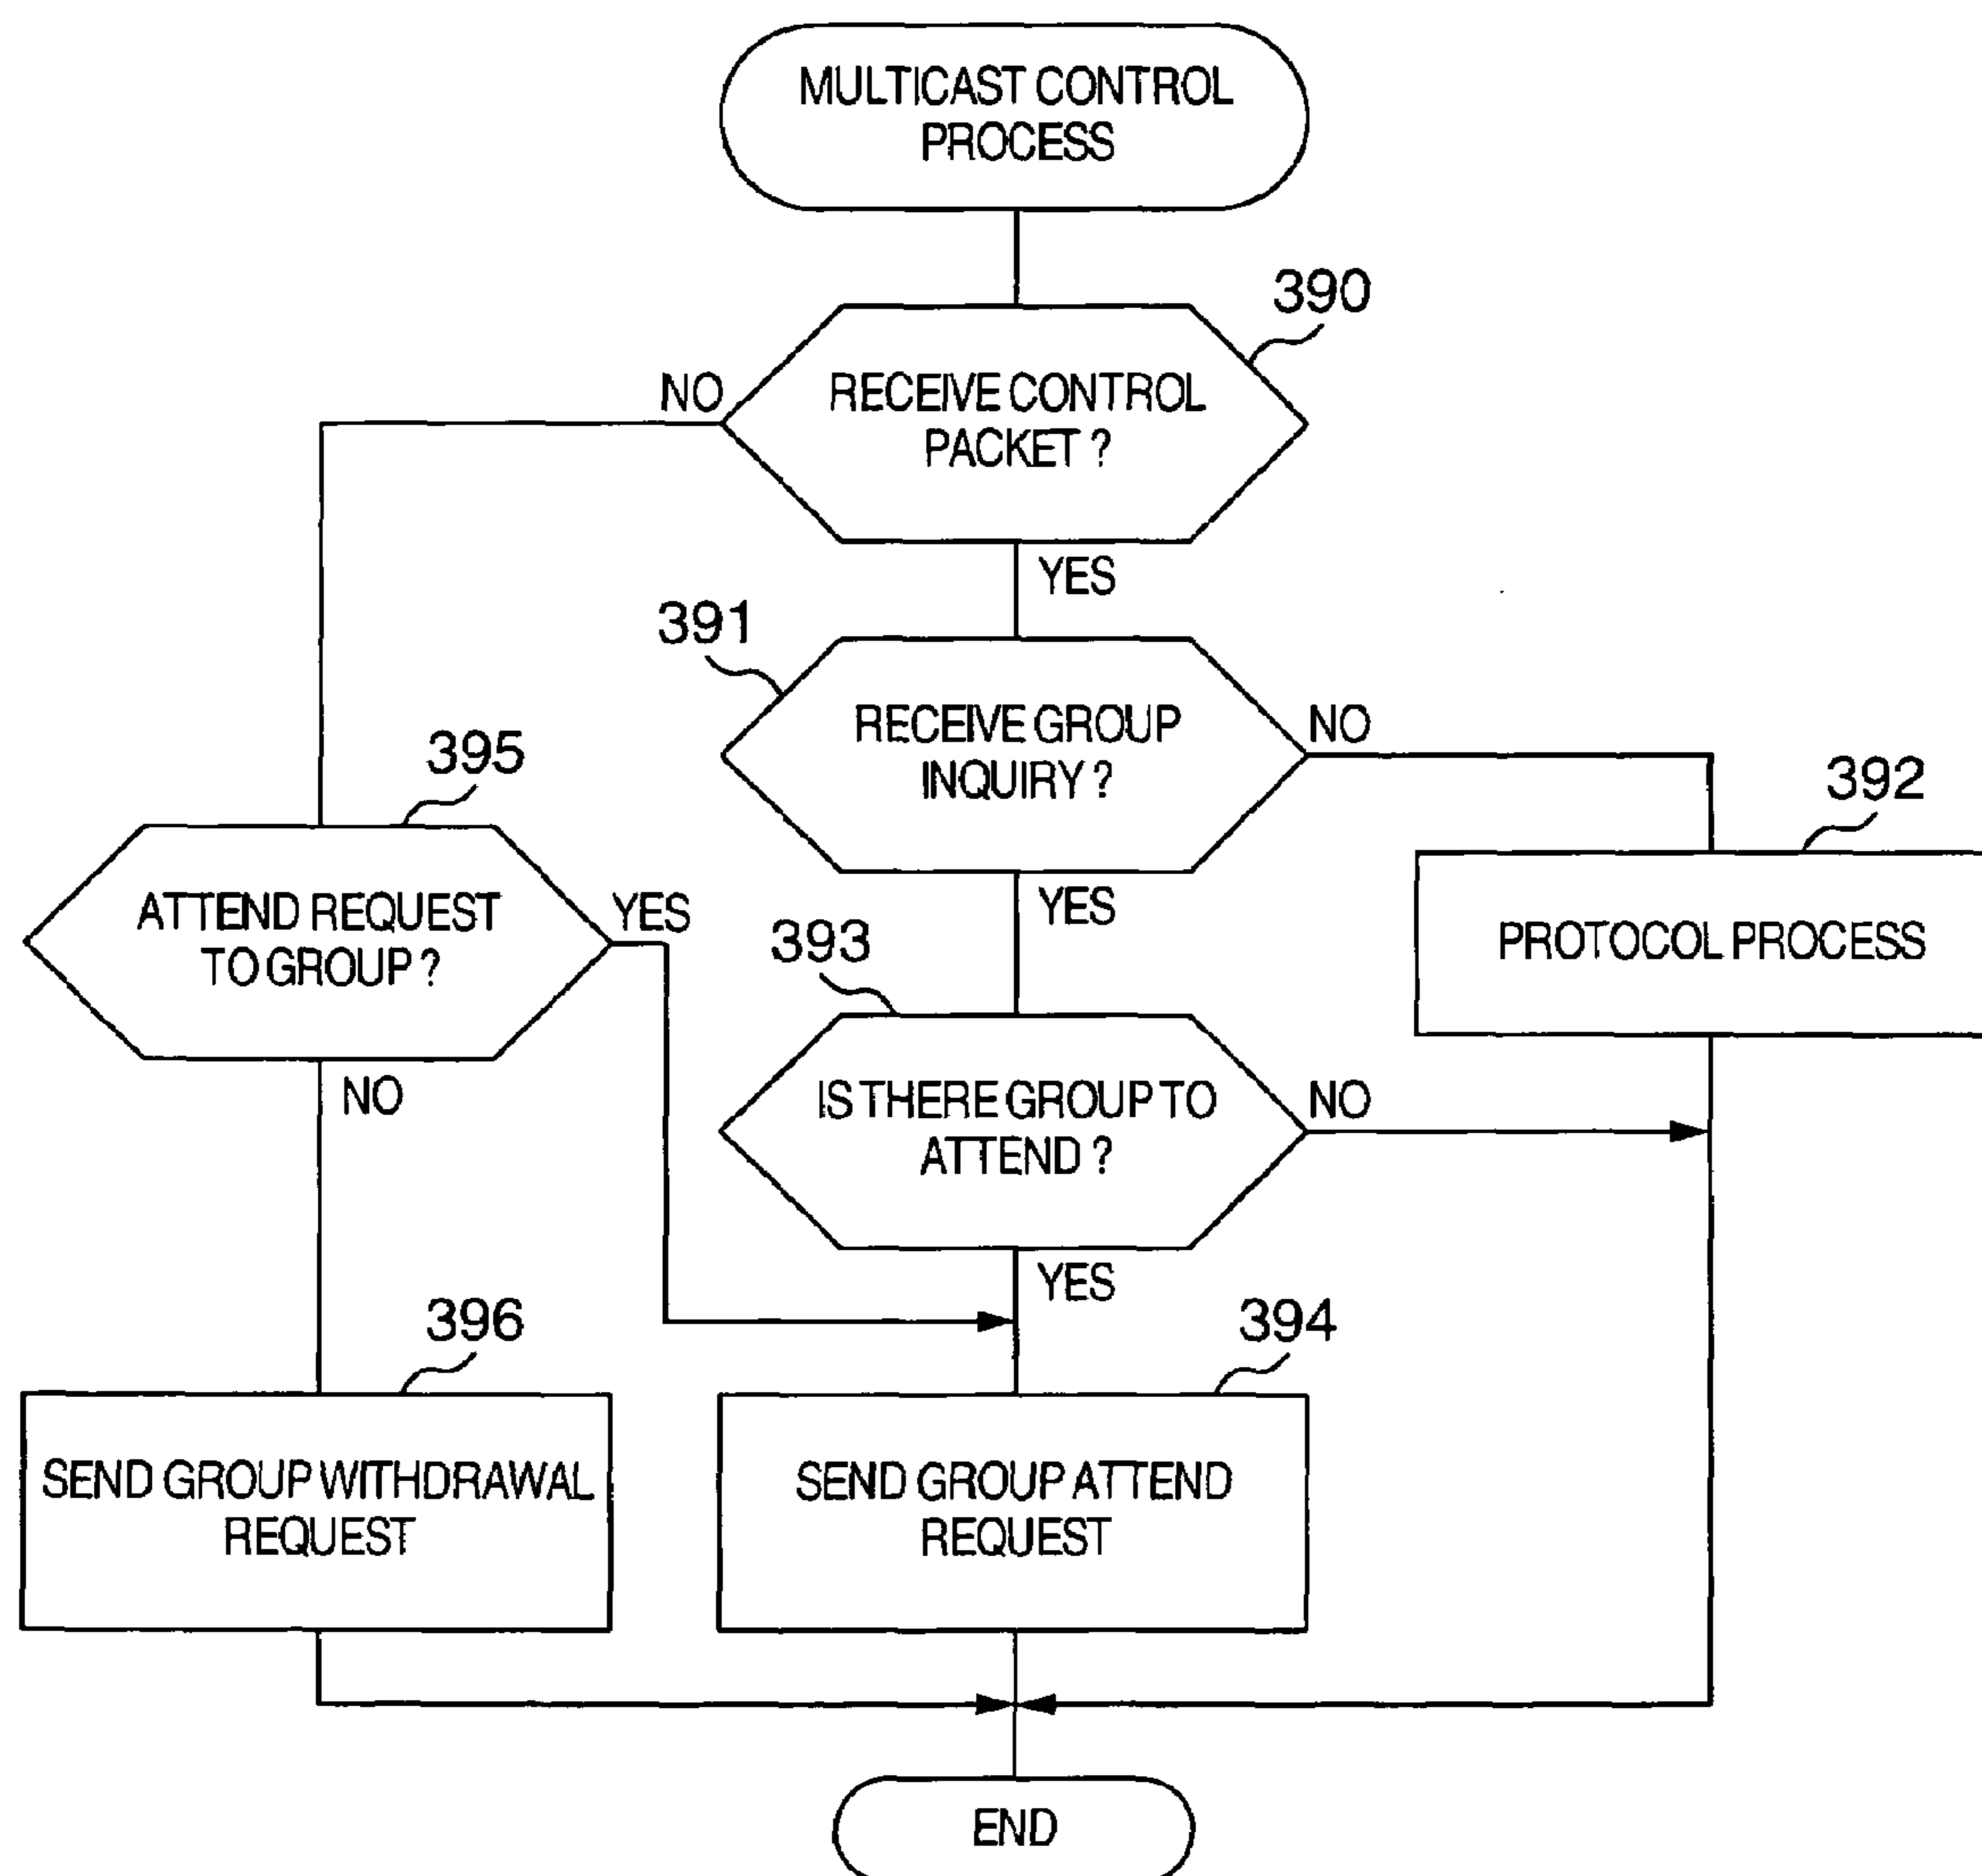 MULTICAST CONTROL
PROCESS
390
NO
RECEIVE CONTROL
PACKET ?
YES
391
RECEIVE GROUP
INQUIRY ?
NO
395
392
YES
ATTEND REQUEST
TO GROUP ?
YES
393
PROTOCOL PROCESS
NO
IS THERE GROUP TO
ATTEND ?
NO
YES
396
394
SEND GROUP WITHDRAWAL
REQUEST
SEND GROUP ATTEND
REQUEST
END